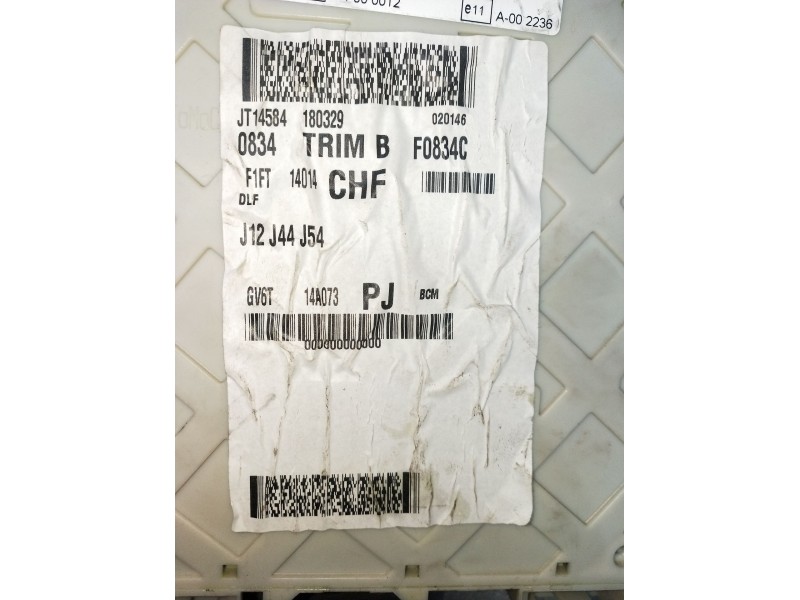 e11 A-00 2236
JT14584 180329 020146
0834 TRIM B F0834C
F1FT 14014 CHF
DLF
J12 J44 J54
GV6T 14A073 PJ BCM